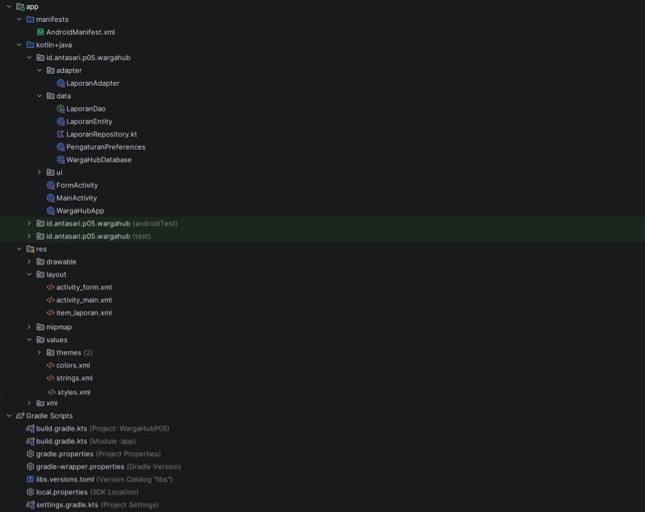 app
manifests
AndroidManifest.xml
kotlin+java
id.antasari.p05.wargahub
adapter
LaporanAdapter
data
LaporanDao
LaporanEntity
LaporanRepository.kt
PengaturanPreferences
WargaHubDatabase
ui
FormActivity
MainActivity
WargaHubApp
id.antasari.p05.wargahub (androidTest)
id.antasari.p05.wargahub (test)
res
drawable
layout
activity_form.xml
activity_main.xml
item_laporan.xml
mipmap
values
themes (2)
colors.xml
strings.xml
styles.xml
xml
Gradle Scripts
build.gradle.kts (Project: WargaHubP05)
build.gradle.kts (Module :app)
gradle.properties (Project Properties)
gradle-wrapper.properties (Gradle Version)
libs.versions.toml (Version Catalog "libs")
local.properties (SDK Location)
settings.gradle.kts (Project Settings)